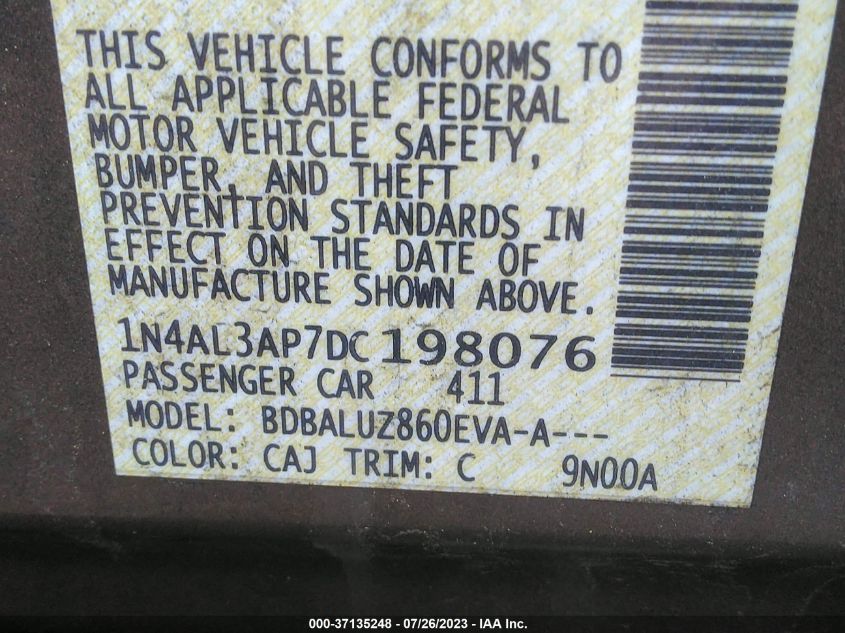 THIS VEHICLE CONFORMS TO
ALL APPLICABLE FEDERAL
MOTOR VEHICLE SAFETY,
BUMPER, AND THEFT
PREVENTION STANDARDS IN
EFFECT ON THE DATE OF
MANUFACTURE SHOWN ABOVE.
1N4AL3AP7DC198076
PASSENGER CAR 411
MODEL: BDBALUZ860EVA-A---
COLOR: CAJ TRIM: C 9N00A
000-37135248 - 07/26/2023 - IAA Inc.